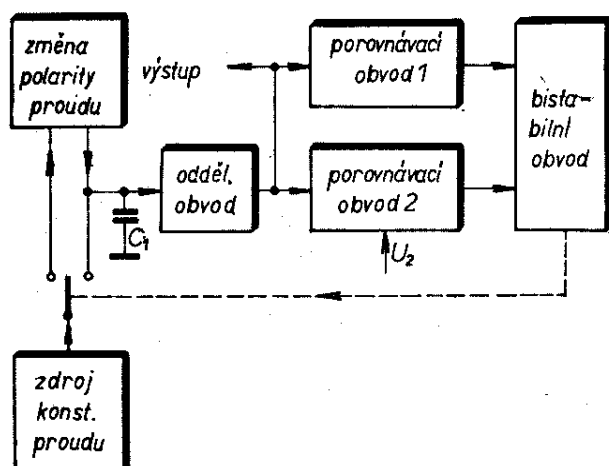 změna
polarity
proudu
výstup
porovnávací
obvod 1
bista-
bilní
obvod
odděl.
obvod
porovnávací
obvod 2
C1
U2
zdroj
konst.
proudu